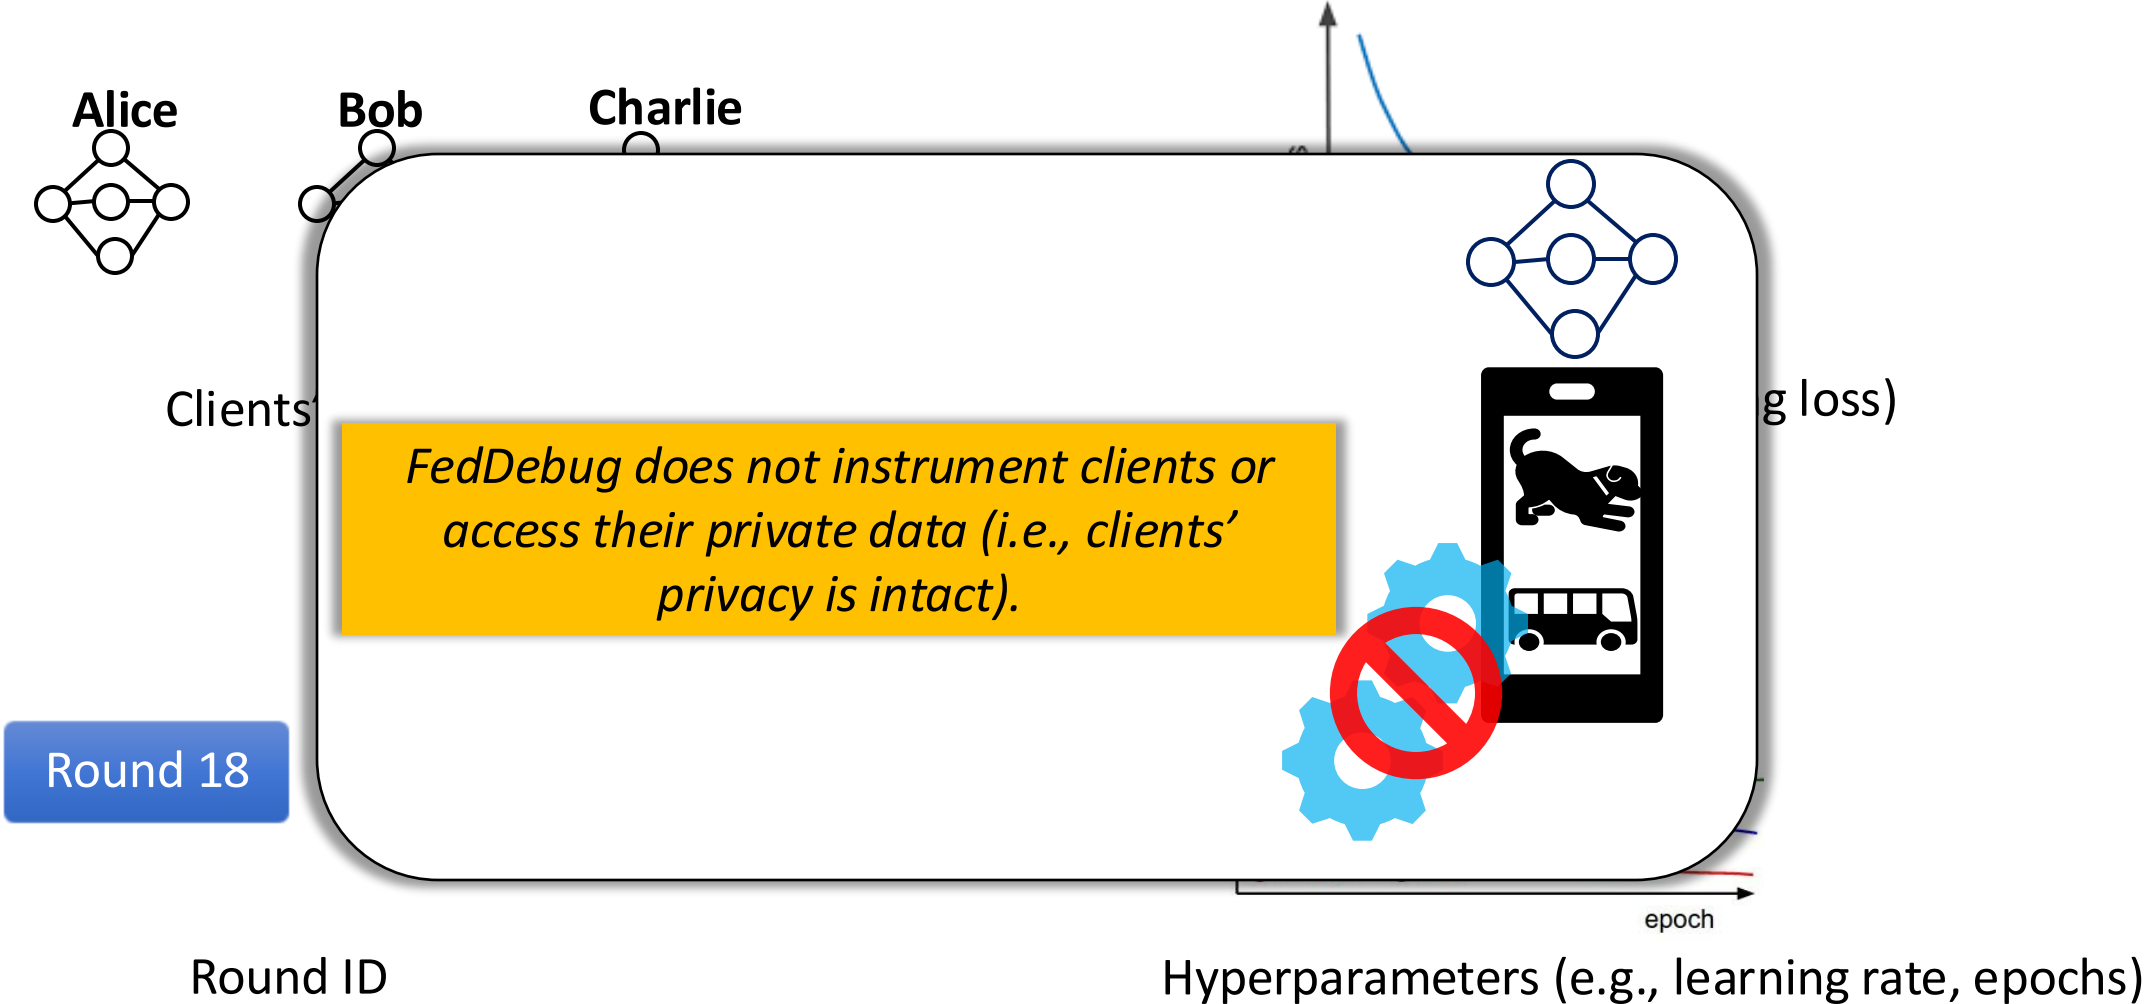 Alice
Bob
Charlie
Clients’
g loss)
FedDebug does not instrument clients or
access their private data (i.e., clients’
privacy is intact).
Round 18
epoch
Round ID
Hyperparameters (e.g., learning rate, epochs)